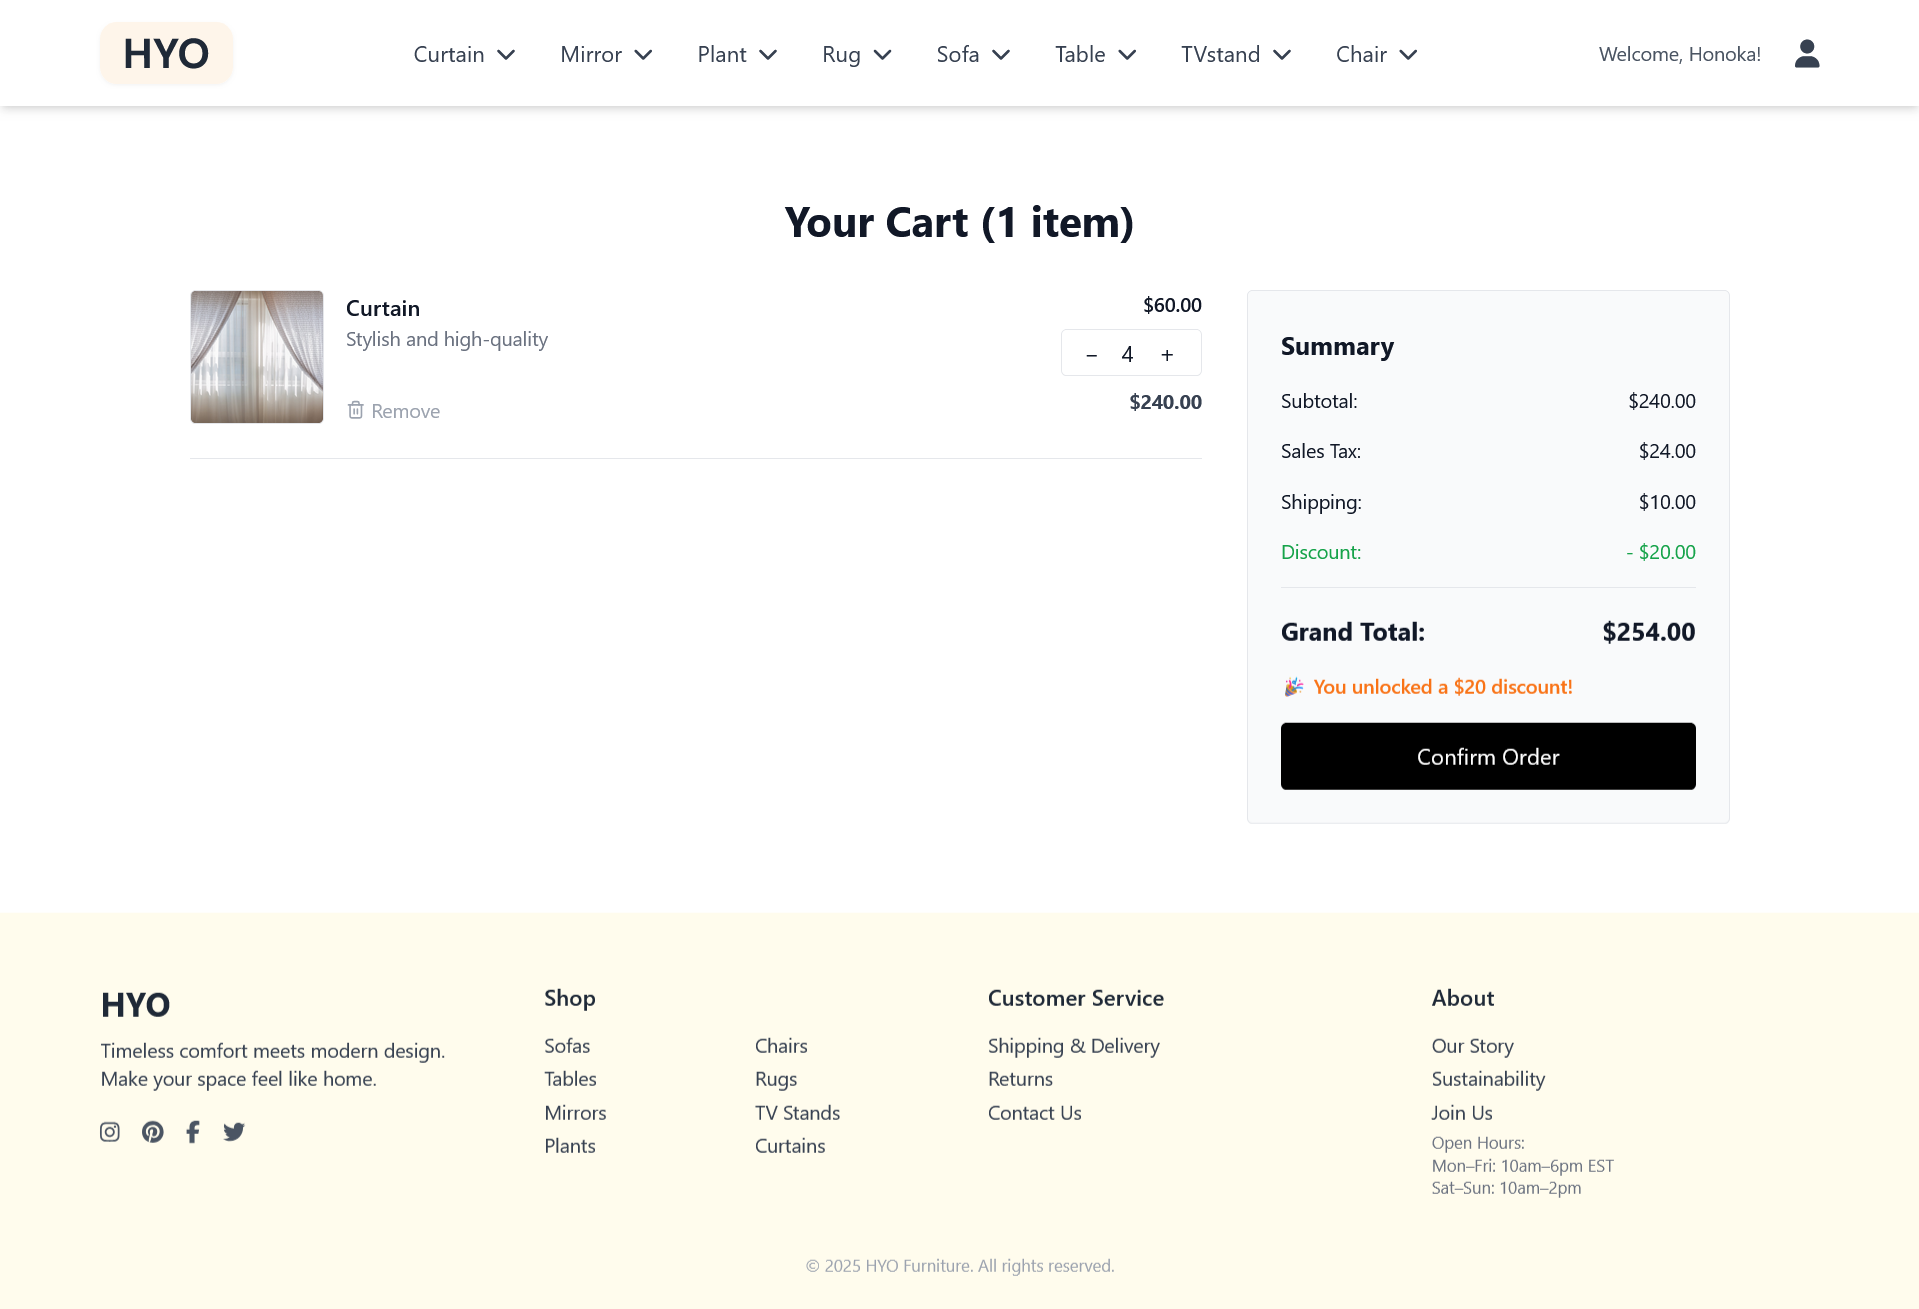 HYO
Curtain
Mirror
Plant
Rug
Sofa
Table
TVstand
Chair
Welcome, Honoka!
Your Cart (1 item)
Curtain
Stylish and high-quality
Remove
$60.00
– 4 +
$240.00
Summary
Subtotal: $240.00
Sales Tax: $24.00
Shipping: $10.00
Discount: - $20.00
Grand Total: $254.00
🎉 You unlocked a $20 discount!
Confirm Order
HYO
Timeless comfort meets modern design.
Make your space feel like home.
Shop
Sofas
Tables
Mirrors
Plants
Chairs
Rugs
TV Stands
Curtains
Customer Service
Shipping & Delivery
Returns
Contact Us
About
Our Story
Sustainability
Join Us
Open Hours:
Mon–Fri: 10am–6pm EST
Sat–Sun: 10am–2pm
© 2025 HYO Furniture. All rights reserved.